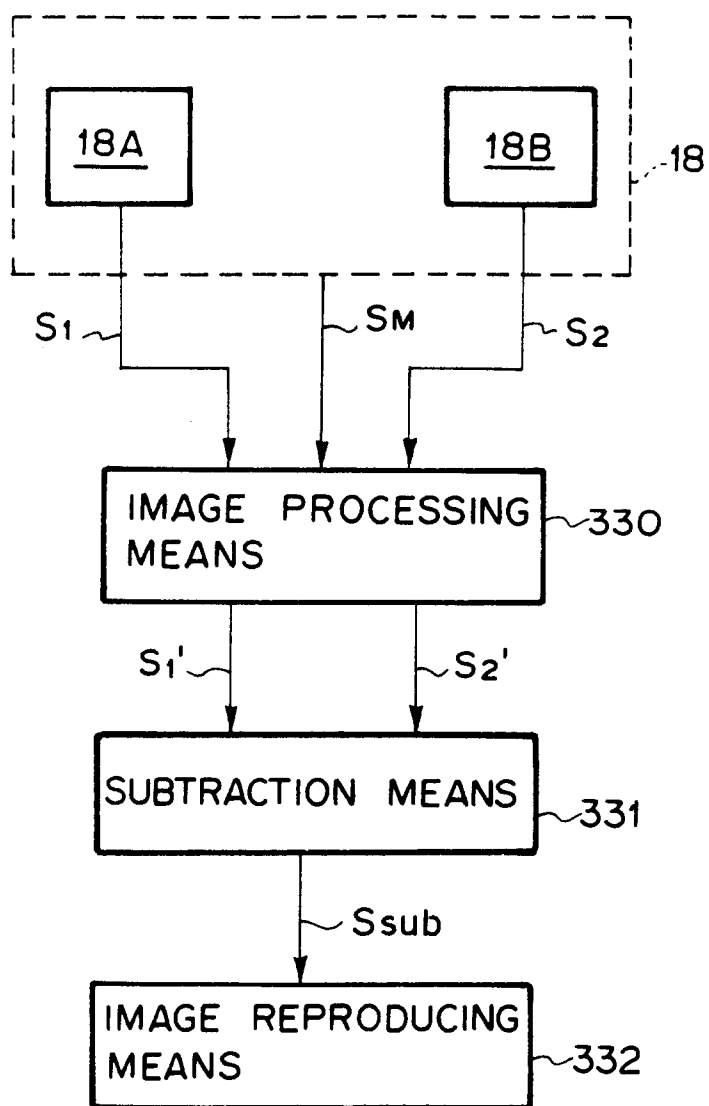 18A
18B
18
S1
SM
S2
IMAGE PROCESSING
MEANS
330
S1'
S2'
SUBTRACTION MEANS
331
Ssub
IMAGE REPRODUCING
MEANS
332